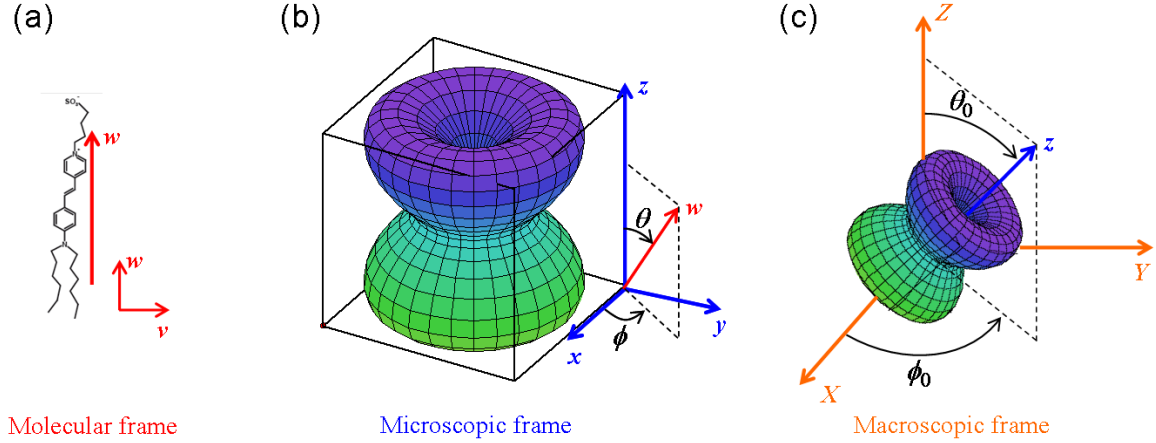 (a)
(b)
(c)
SO₃⁻
w
N⁺
N
w
v
z
θ
w
y
x
ϕ
Z
θ₀
z
Y
X
ϕ₀
Molecular frame
Microscopic frame
Macroscopic frame